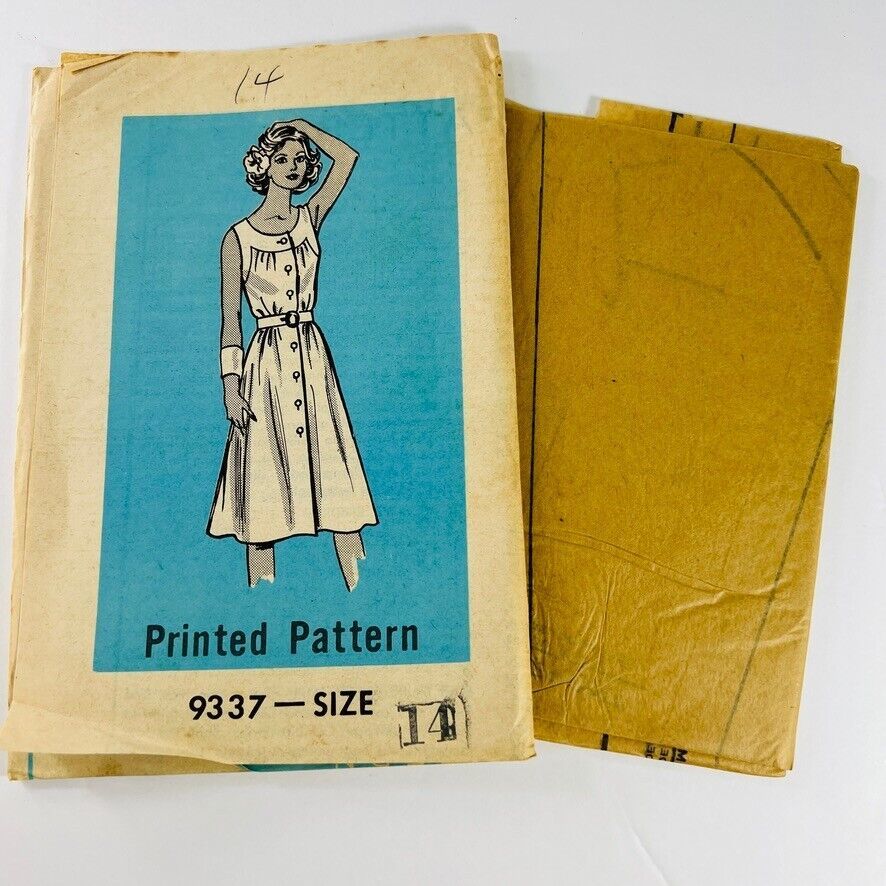 14
Printed Pattern
9337 — SIZE 14